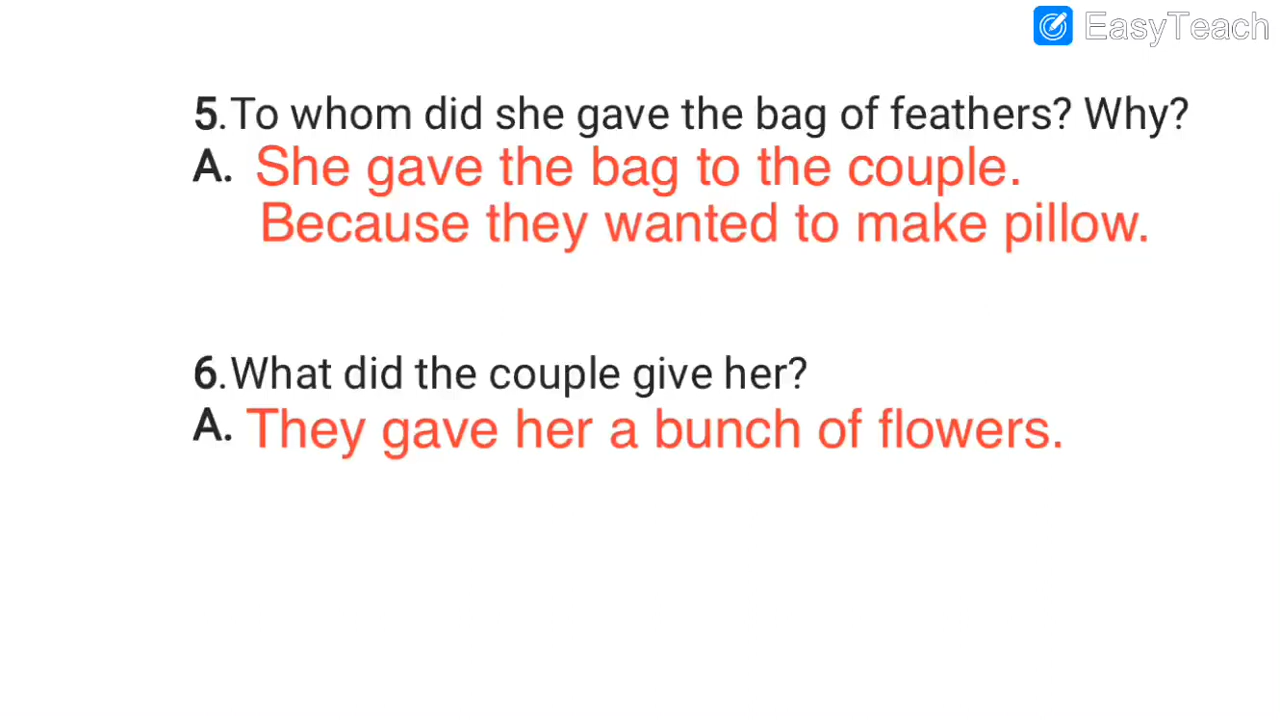 EasyTeach
5.To whom did she gave the bag of feathers? Why?
A. She gave the bag to the couple.
Because they wanted to make pillow.
6.What did the couple give her?
A. They gave her a bunch of flowers.